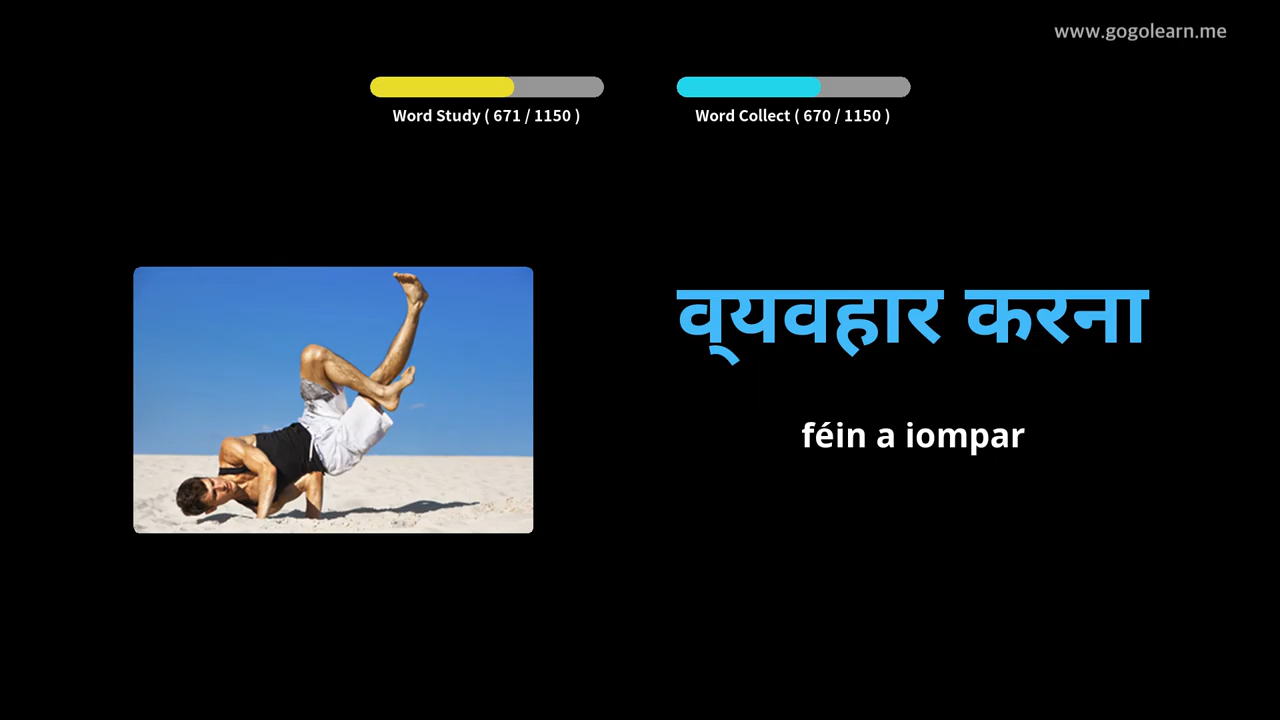 www.gogolearn.me
Word Study ( 671 / 1150 )
Word Collect ( 670 / 1150 )
व्‌यवहार करना
féin a iompar